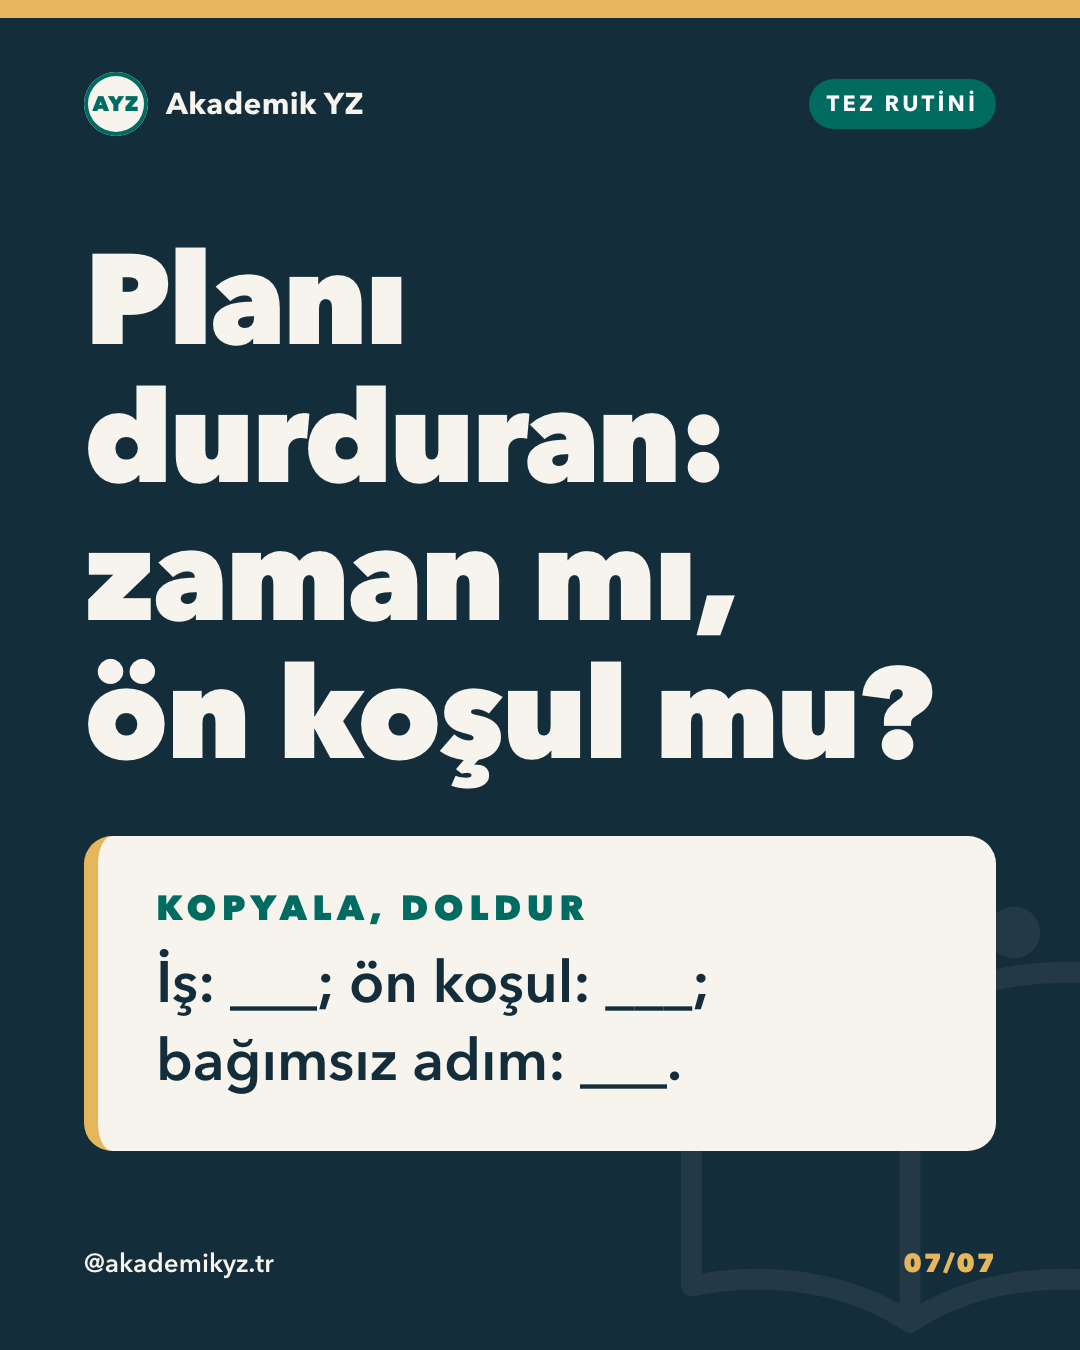 AYZ
Akademik YZ
TEZ RUTİNİ
Planı
durduran:
zaman mı,
ön koşul mu?
KOPYALA, DOLDUR
İş: ___; ön koşul: ___;
bağımsız adım: ___.
@akademikyz.tr
07/07